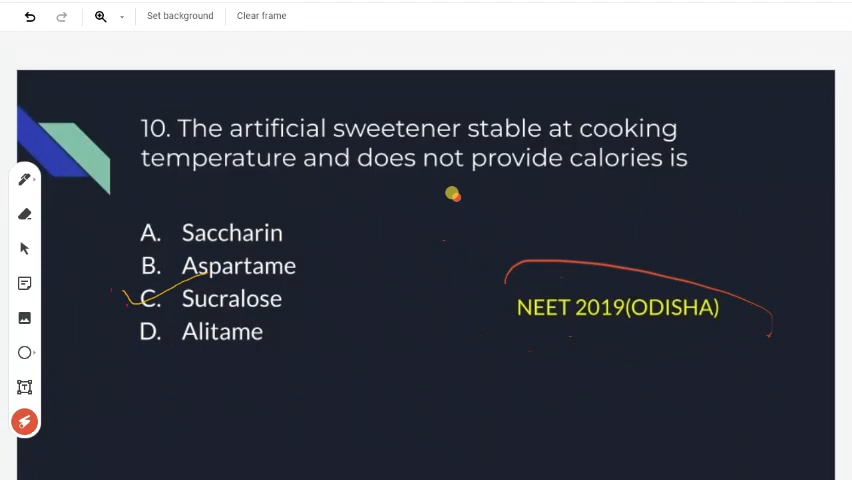 Set background Clear frame
10. The artificial sweetener stable at cooking
temperature and does not provide calories is
A. Saccharin
B. Aspartame
C. Sucralose
D. Alitame
NEET 2019(ODISHA)